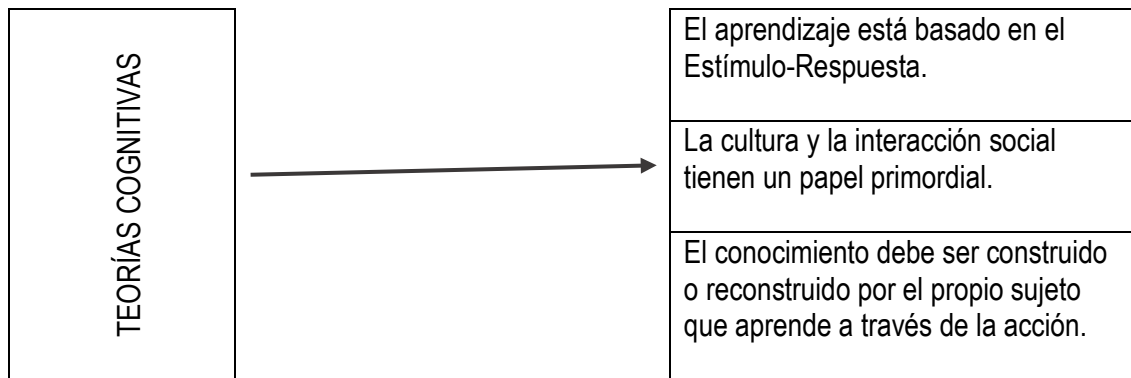 TEORÍAS COGNITIVAS
El aprendizaje está basado en el
Estímulo-Respuesta.
La cultura y la interacción social
tienen un papel primordial.
El conocimiento debe ser construido
o reconstruido por el propio sujeto
que aprende a través de la acción.